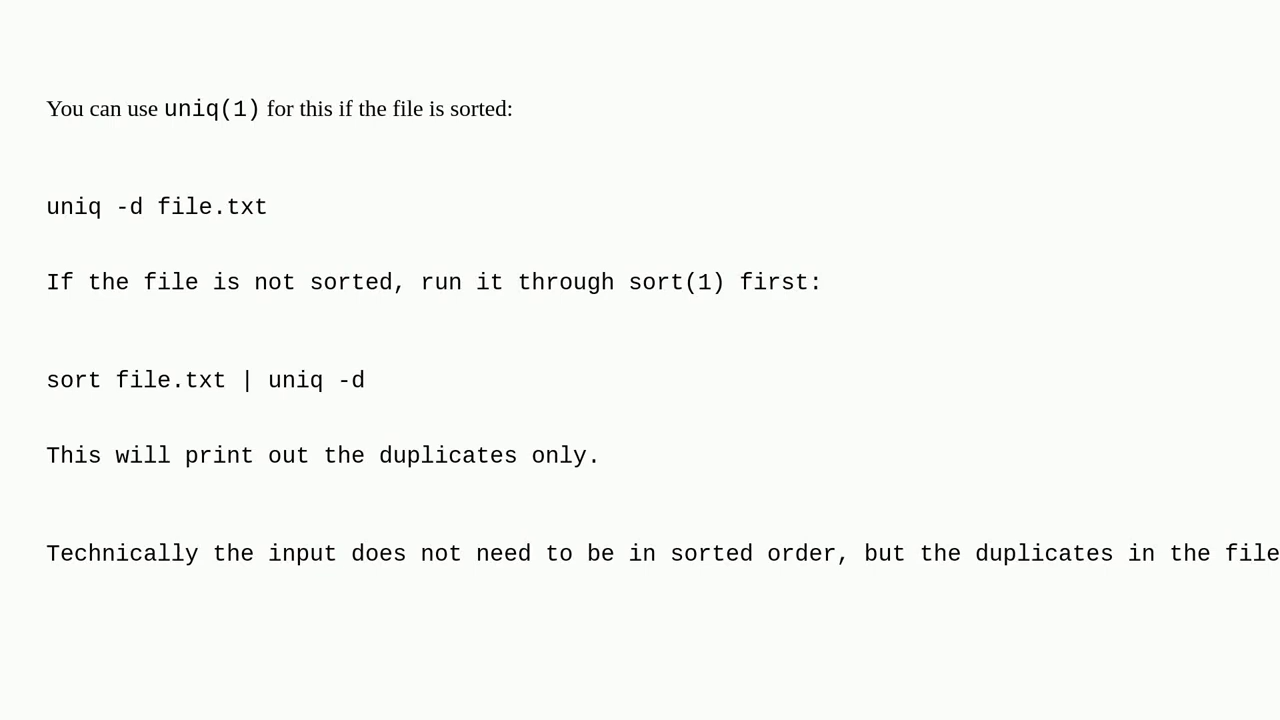 You can use uniq(1) for this if the file is sorted:
uniq -d file.txt
If the file is not sorted, run it through sort(1) first:
sort file.txt | uniq -d
This will print out the duplicates only.
Technically the input does not need to be in sorted order, but the duplicates in the file